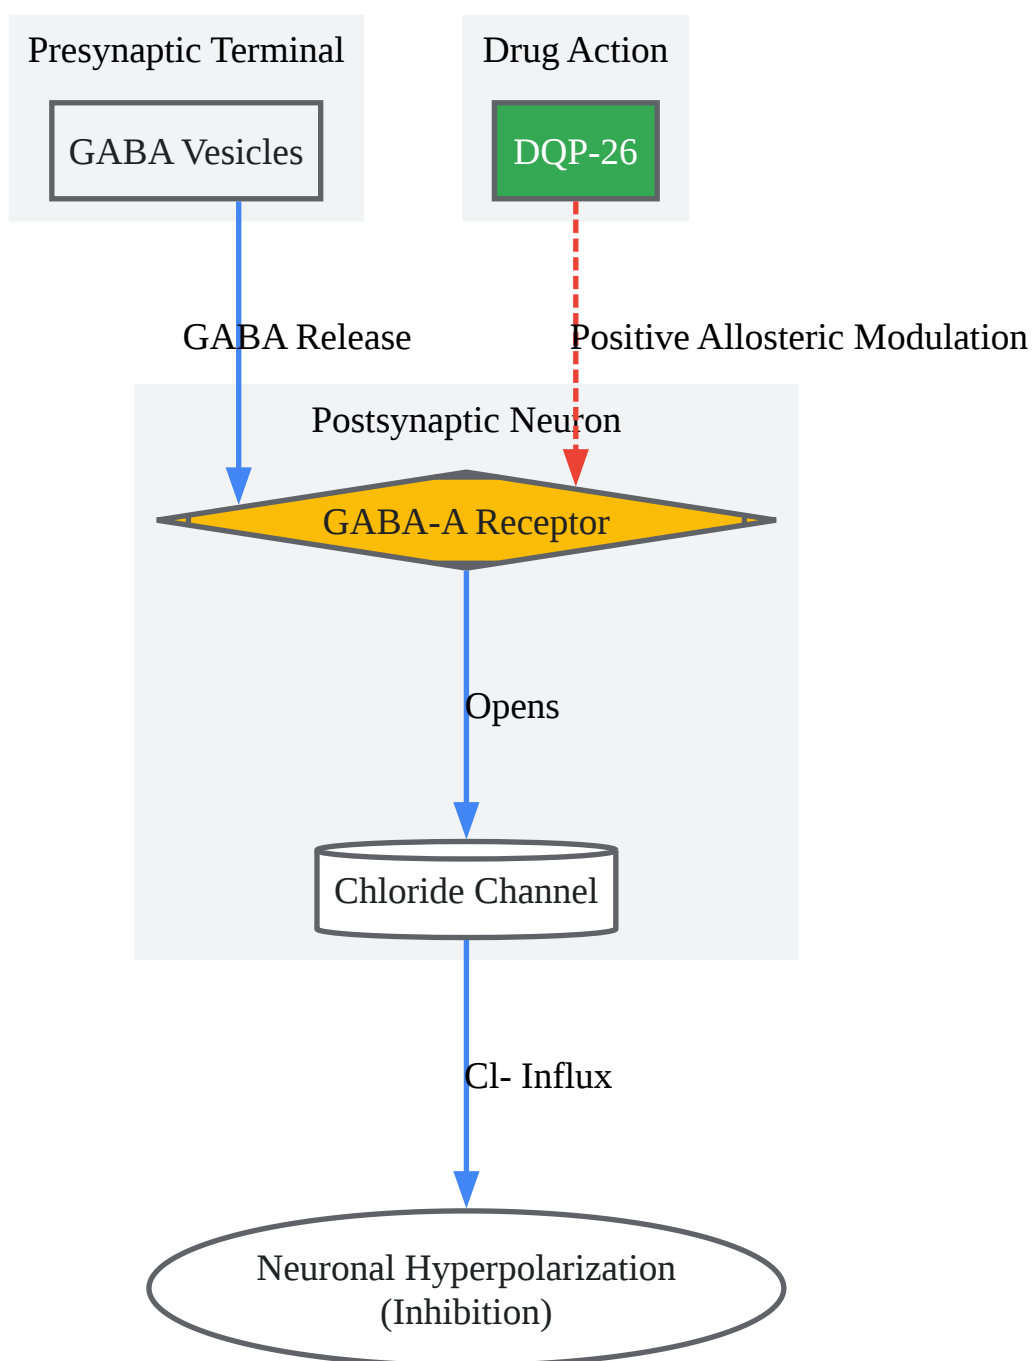 Presynaptic Terminal
Drug Action
GABA Vesicles
DQP-26
GABA Release
Positive Allosteric Modulation
Postsynaptic Neuron
GABA-A Receptor
Opens
Chloride Channel
Cl- Influx
Neuronal Hyperpolarization
(Inhibition)